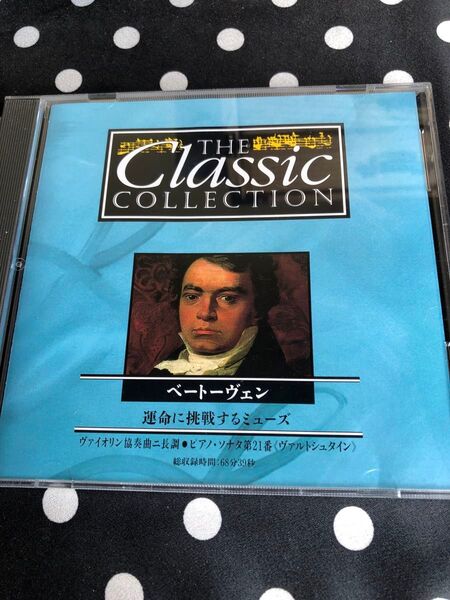 THE
Classic
COLLECTION
ベートーヴェン
運命に挑戦するミューズ
ヴァイオリン協奏曲ニ長調●ピアノ・ソナタ第21番《ヴァルトシュタイン》
総収録時間:68分39秒